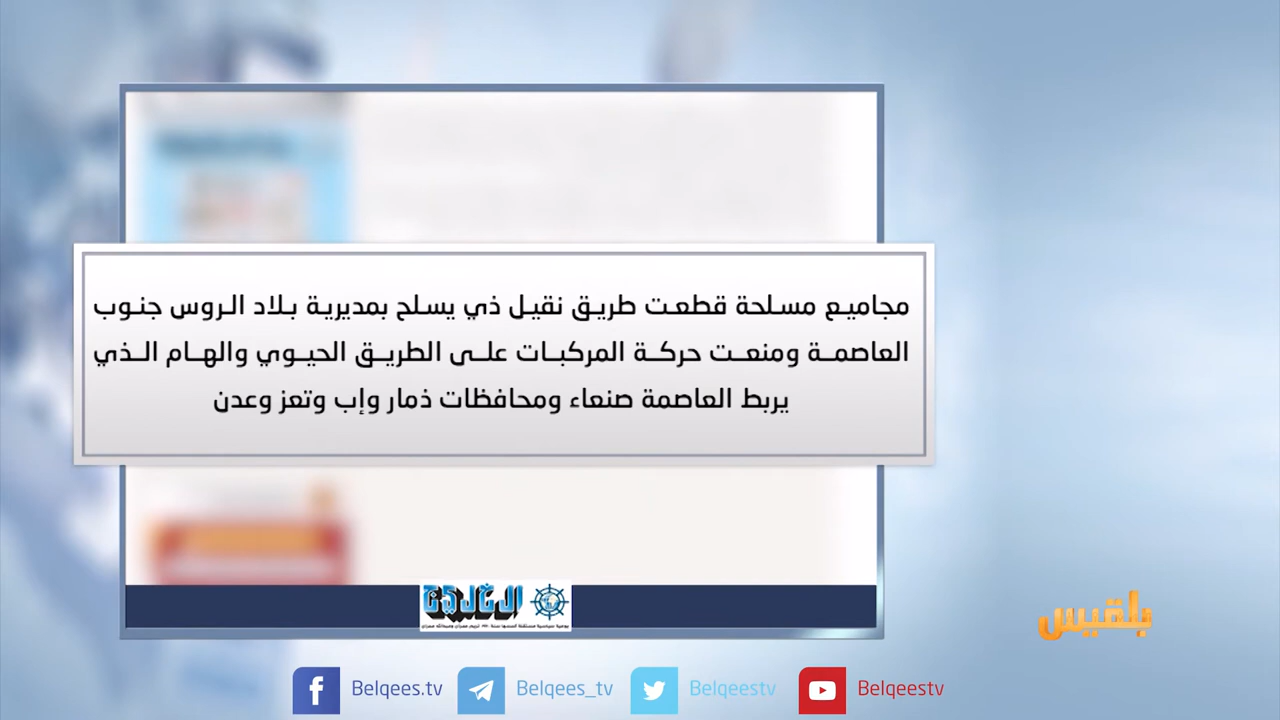 مجاميع مسلحة قطعت طريق نقيل ذي يسلح بمديرية بلاد الروس جنوب
العاصمة ومنعت حركة المركبات على الطريق الحيوي والهام الذي
يربط العاصمة صنعاء ومحافظات ذمار وإب وتعز وعدن
بلقيس
Belqees.tv
Belqees_tv
Belqeestv
Belqeestv